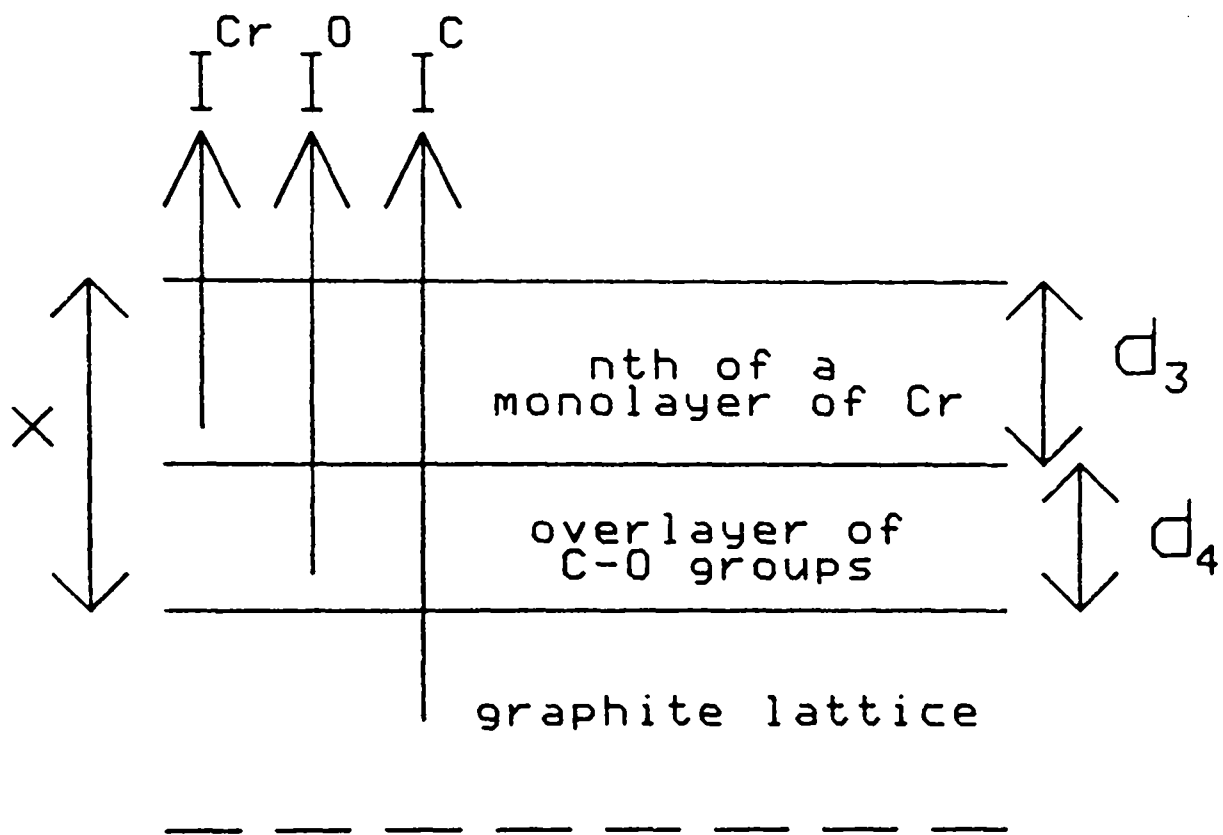 I Cr I O I C
nth of a
monolayer of Cr
d3
x
overlayer of
C-O groups
d4
graphite lattice